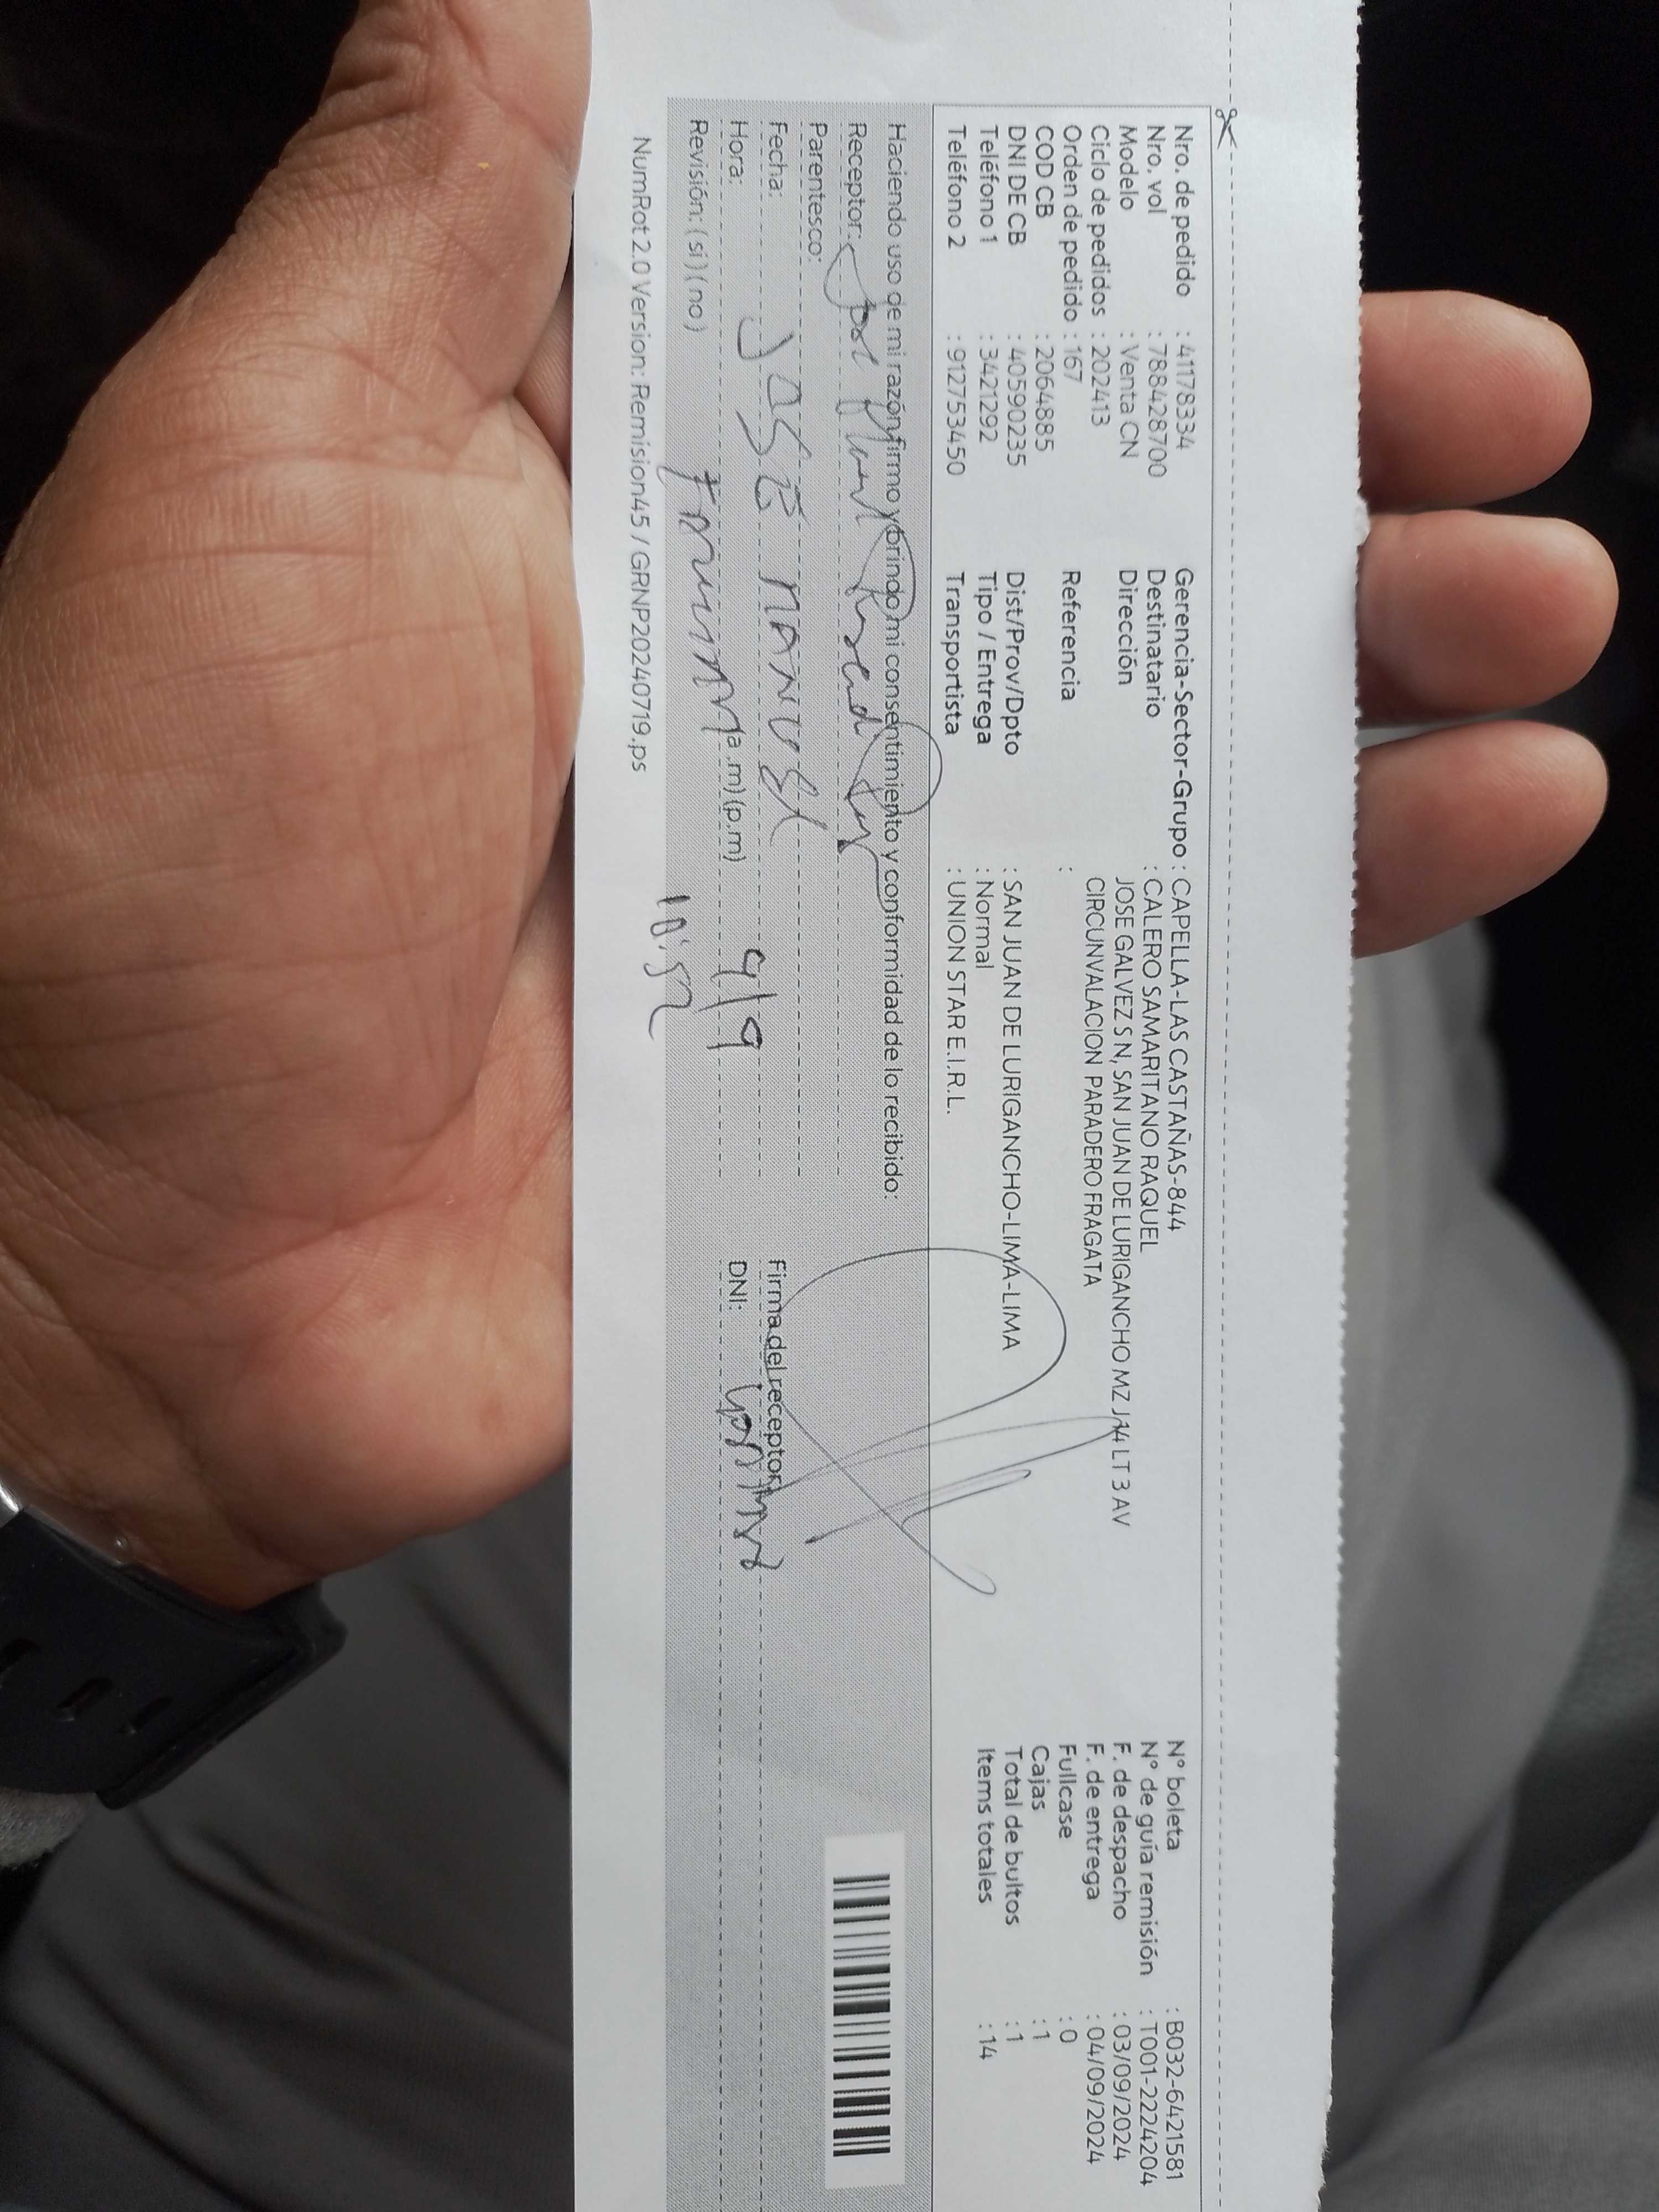 Nro. de pedido : 41178334
Nro. vol : 788428700
Modelo : Venta CN
Ciclo de pedidos : 202413
Orden de pedido : 167
COD CB : 2064885
DNI DE CB : 40590235
Teléfono 1 : 3421292
Teléfono 2 : 912753450
Gerencia-Sector-Grupo : CAPELLA-LAS CASTAÑAS-844
Destinatario : CALERO SAMARITANO RAQUEL
Dirección JOSE GALVEZ S N, SAN JUAN DE LURIGANCHO MZ J14 LT 3 AV
CIRCUNVALACION PARADERO FRAGATA
Referencia :
Dist/Prov/Dpto : SAN JUAN DE LURIGANCHO-LIMA-LIMA
Tipo / Entrega : Normal
Transportista : UNION STAR E.I.R.L.
N° boleta : B032-6421581
N° de guía remisión : T001-2224204
F. de despacho : 03/09/2024
F. de entrega : 04/09/2024
Fullcase : 0
Cajas : 1
Total de bultos : 1
Items totales : 14
Haciendo uso de mi razón firmo y brindo mi consentimiento y conformidad de lo recibido:
Receptor:
Parentesco:
Fecha: JOSE MANUEL
Hora: (a.m)(p.m) 4/9
Revisión: (si)(no) 10:52
Firma del receptor
DNI:
NumRot 2.0 Version: Remision45 / GRNP20240719.ps